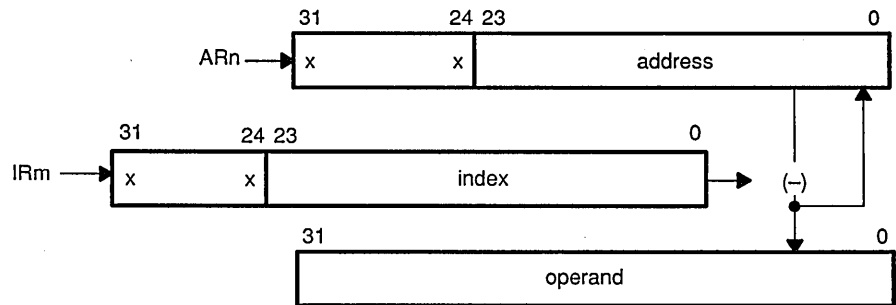 31 24 23 0
ARn x x address
31 24 23 0
IRm x x index (–)
31 0
operand